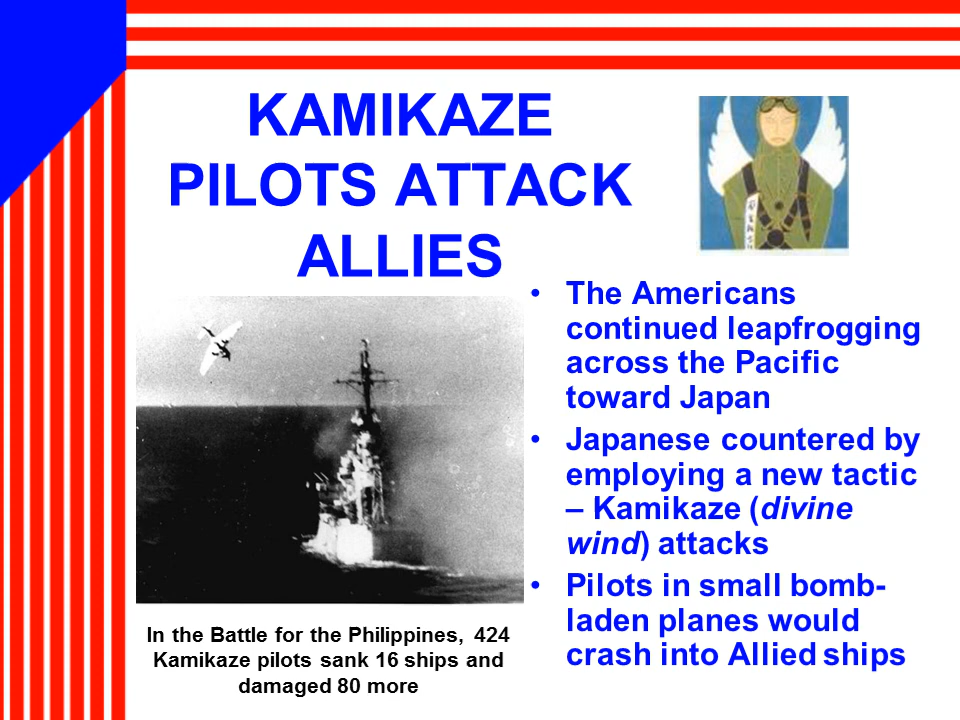 KAMIKAZE
PILOTS ATTACK
ALLIES
• The Americans
continued leapfrogging
across the Pacific
toward Japan
• Japanese countered by
employing a new tactic
– Kamikaze (divine
wind) attacks
• Pilots in small bomb-
laden planes would
crash into Allied ships
In the Battle for the Philippines, 424
Kamikaze pilots sank 16 ships and
damaged 80 more